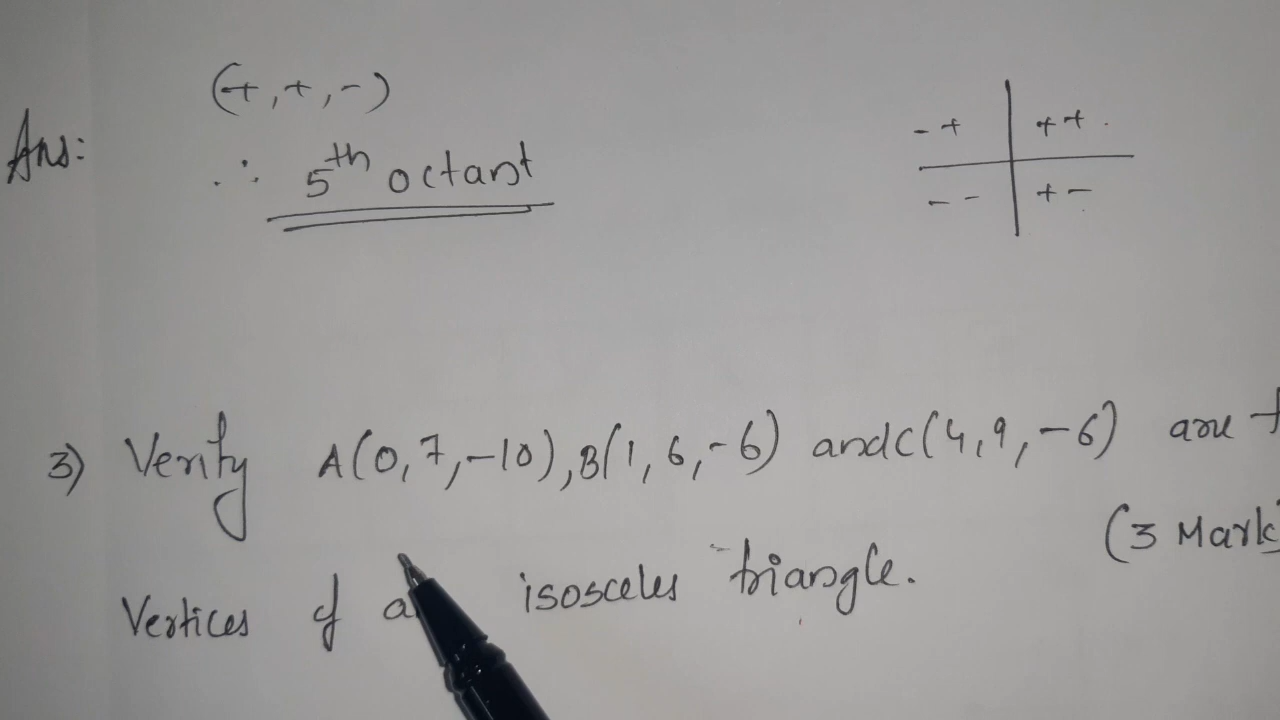 (+,+,-)
Ans:
∴ 5th octant
- + + +
- - + -
3) Verify A(0,7,-10), B(1,6,-6) and C(4,9,-6) are
(3 Mark
Vertices of isosceles triangle.